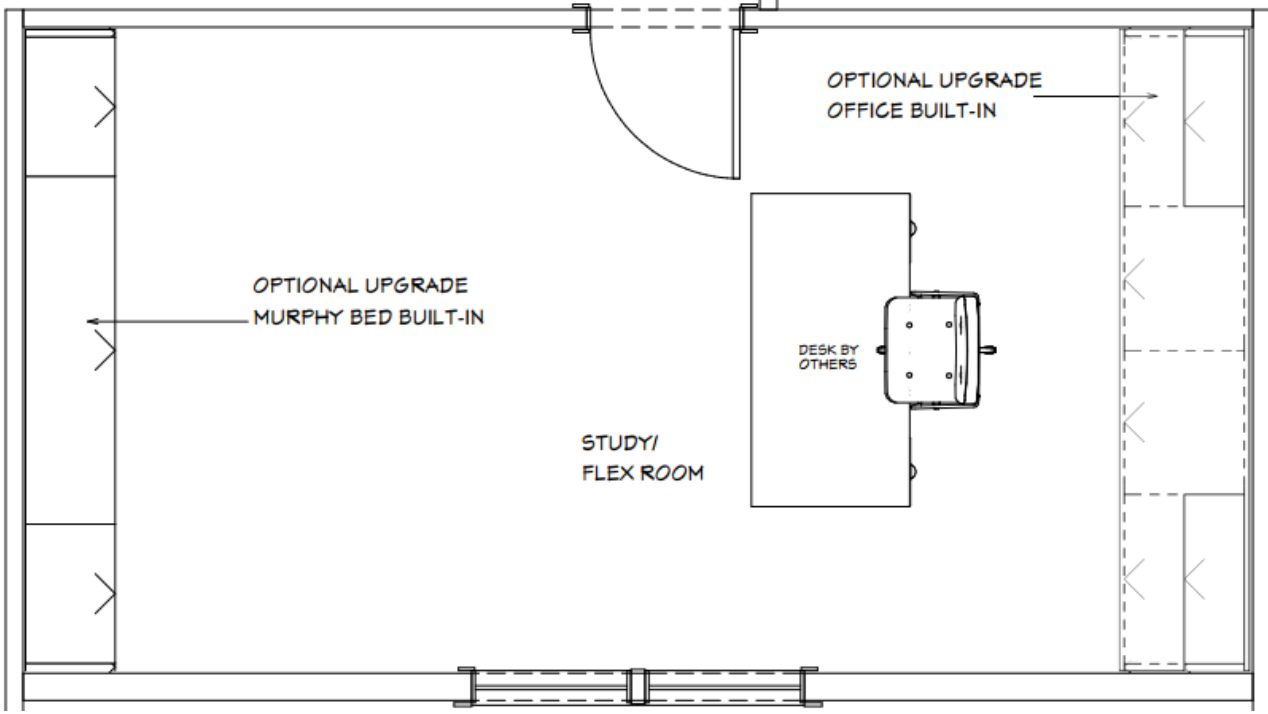 OPTIONAL UPGRADE
OFFICE BUILT-IN
OPTIONAL UPGRADE
MURPHY BED BUILT-IN
DESK BY
OTHERS
STUDY/
FLEX ROOM